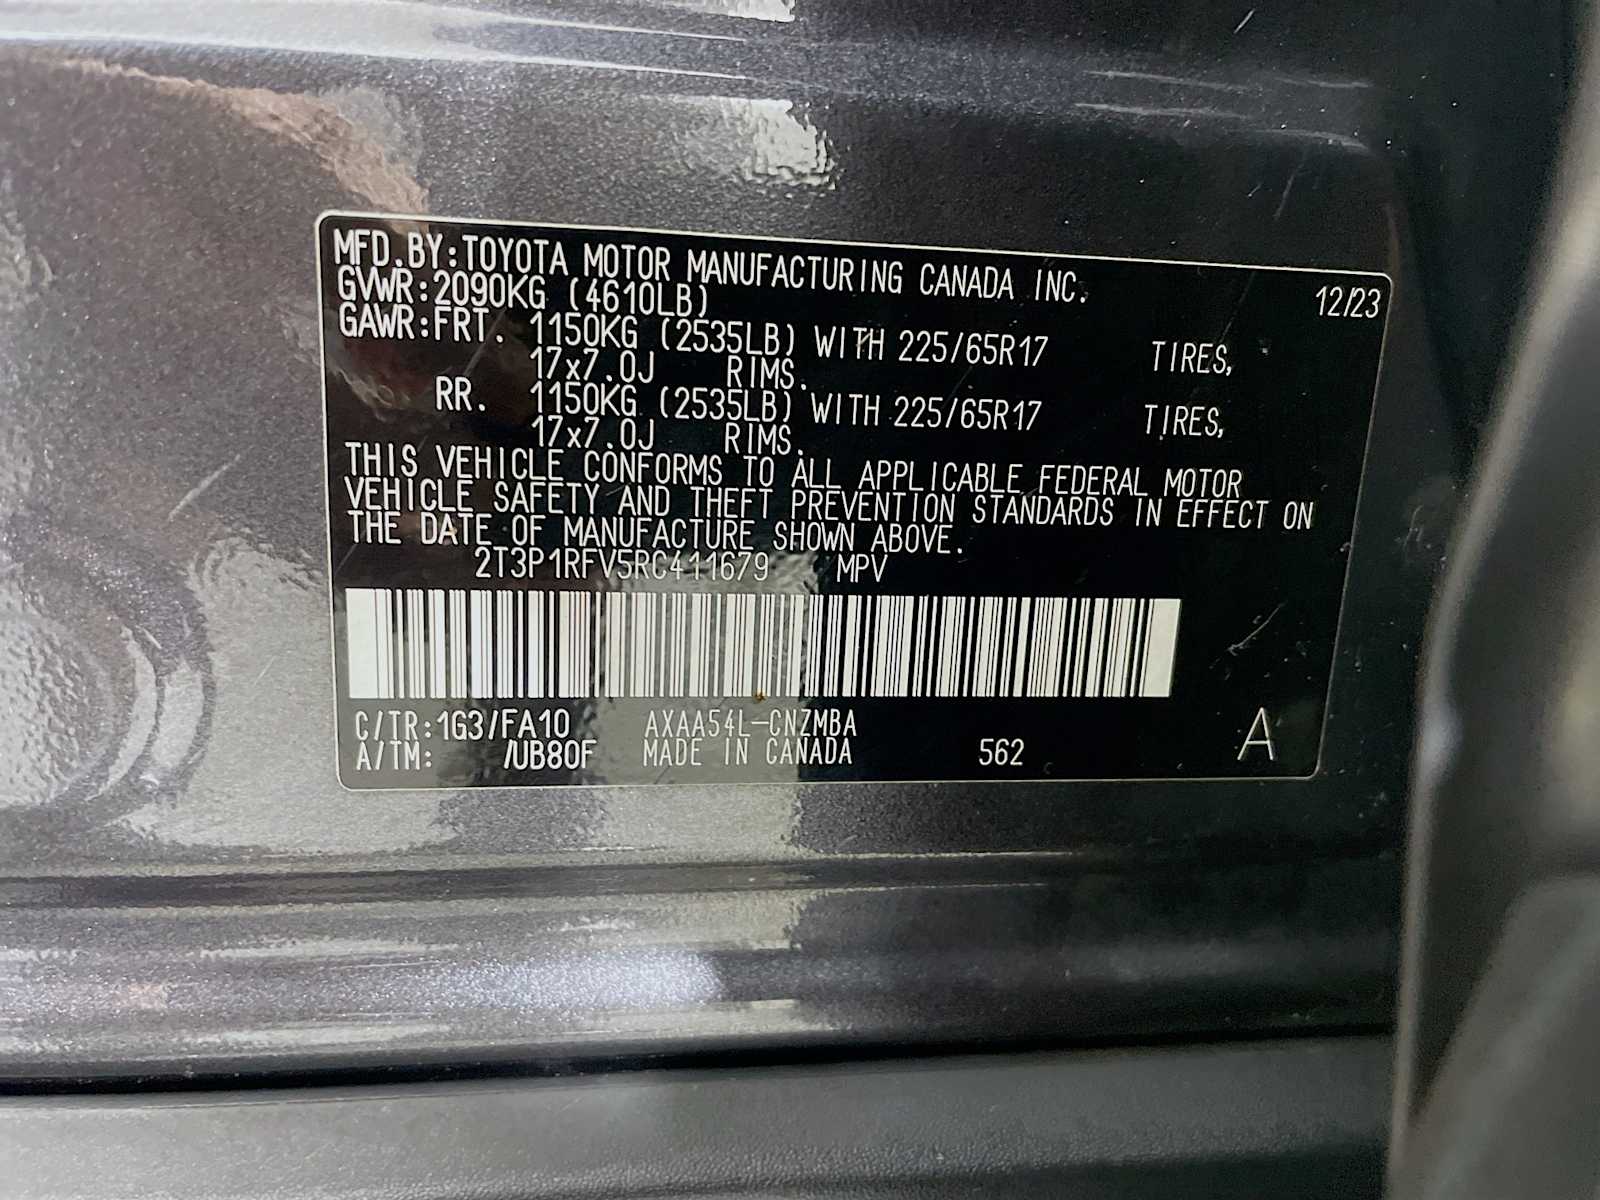 MFD.BY:TOYOTA MOTOR MANUFACTURING CANADA INC.
GVWR:2090KG (4610LB) 12/23
GAWR:FRT. 1150KG (2535LB) WITH 225/65R17 TIRES,
17x7.0J RIMS.
RR. 1150KG (2535LB) WITH 225/65R17 TIRES,
17x7.0J RIMS.
THIS VEHICLE CONFORMS TO ALL APPLICABLE FEDERAL MOTOR
VEHICLE SAFETY AND THEFT PREVENTION STANDARDS IN EFFECT ON
THE DATE OF MANUFACTURE SHOWN ABOVE.
2T3P1RFV5RC411679 MPV
C/TR:1G3/FA10 AXAA54L-CNZMBA
A/TM: /UB80F MADE IN CANADA 562 A